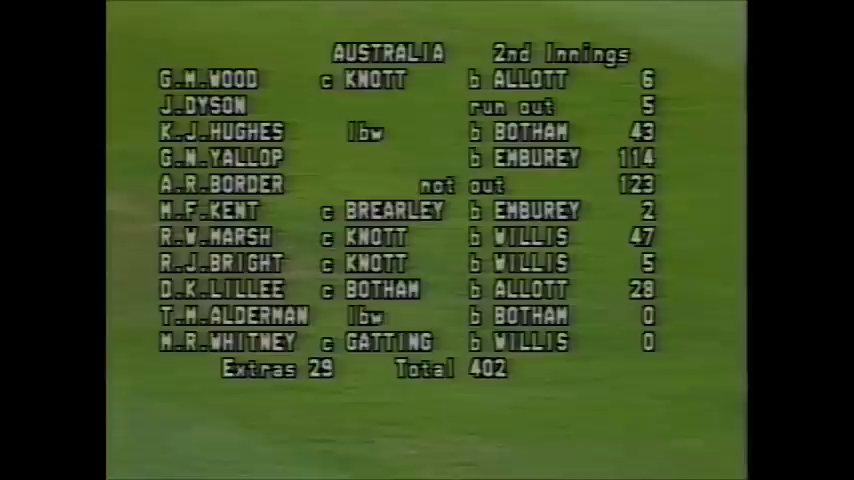 AUSTRALIA 2nd Innings
G.M.WOOD c KNOTT b ALLOTT 6
J.DYSON run out 5
K.J.HUGHES lbw b BOTHAM 43
G.N.YALLOP b EMBUREY 114
A.R.BORDER not out 123
M.F.KENT c BREARLEY b EMBUREY 2
R.W.MARSH c KNOTT b WILLIS 47
R.J.BRIGHT c KNOTT b WILLIS 5
D.K.LILLEE c BOTHAM b ALLOTT 28
T.M.ALDERMAN lbw b BOTHAM 0
M.R.WHITNEY c GATTING b WILLIS 0
Extras 29 Total 402